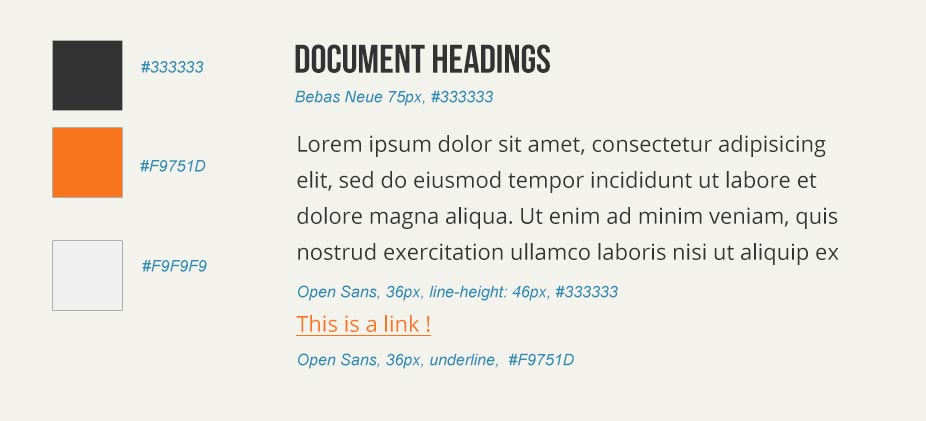 #333333
#F9751D
#F9F9F9
DOCUMENT HEADINGS
Bebas Neue 75px, #333333
Lorem ipsum dolor sit amet, consectetur adipisicing
elit, sed do eiusmod tempor incididunt ut labore et
dolore magna aliqua. Ut enim ad minim veniam, quis
nostrud exercitation ullamco laboris nisi ut aliquip ex
Open Sans, 36px, line-height: 46px, #333333
This is a link !
Open Sans, 36px, underline, #F9751D